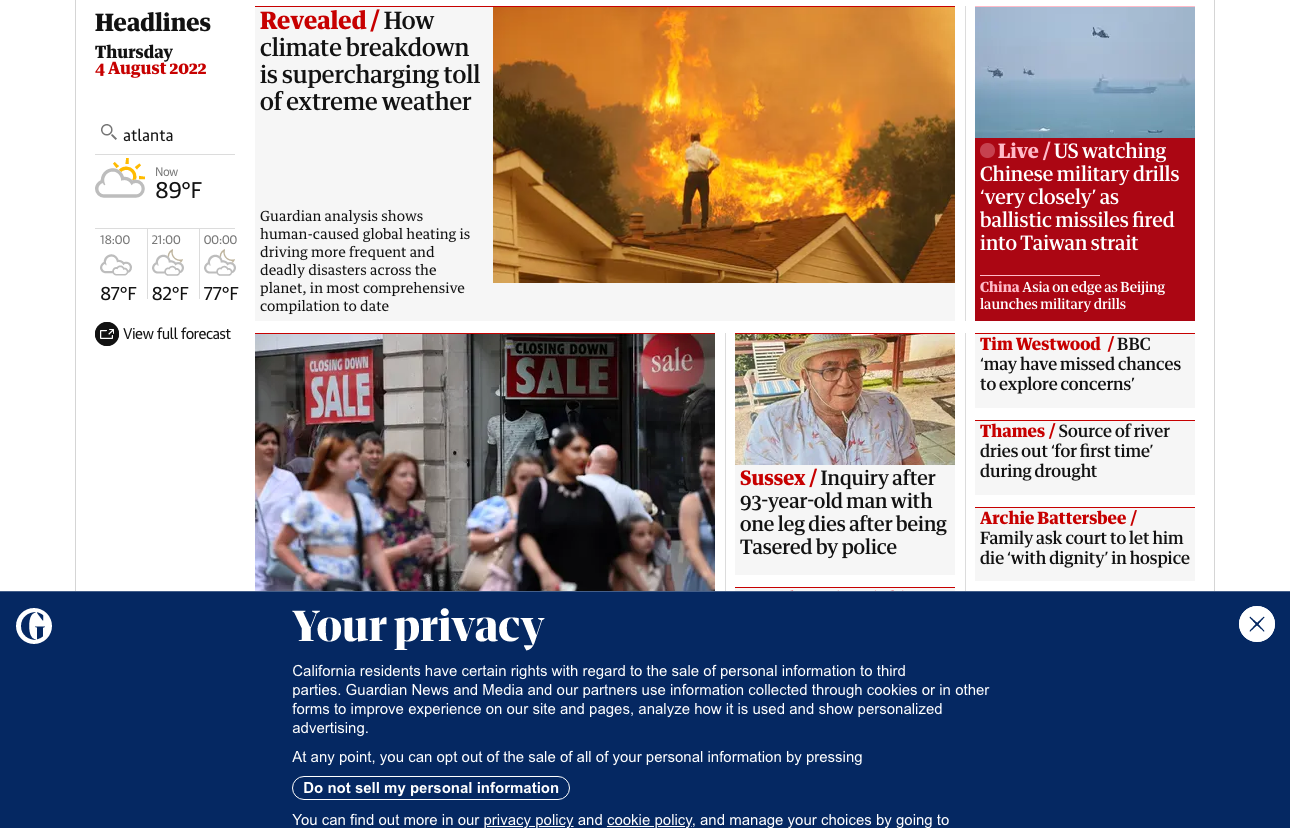 Headlines
Thursday
4 August 2022
atlanta
Now
89°F
18:00
87°F
21:00
82°F
00:00
77°F
View full forecast
Revealed / How
climate breakdown
is supercharging toll
of extreme weather
Guardian analysis shows
human-caused global heating is
driving more frequent and
deadly disasters across the
planet, in most comprehensive
compilation to date
Live / US watching
Chinese military drills
‘very closely’ as
ballistic missiles fired
into Taiwan strait
China Asia on edge as Beijing
launches military drills
CLOSING DOWN
SALE
CLOSING DOWN
SALE
sale
Sussex / Inquiry after
93-year-old man with
one leg dies after being
Tasered by police
Tim Westwood / BBC
‘may have missed chances
to explore concerns’
Thames / Source of river
dries out ‘for first time’
during drought
Archie Battersbee /
Family ask court to let him
die ‘with dignity’ in hospice
G
Your privacy
California residents have certain rights with regard to the sale of personal information to third
parties. Guardian News and Media and our partners use information collected through cookies or in other
forms to improve experience on our site and pages, analyze how it is used and show personalized
advertising.
At any point, you can opt out of the sale of all of your personal information by pressing
Do not sell my personal information
You can find out more in our privacy policy and cookie policy, and manage your choices by going to